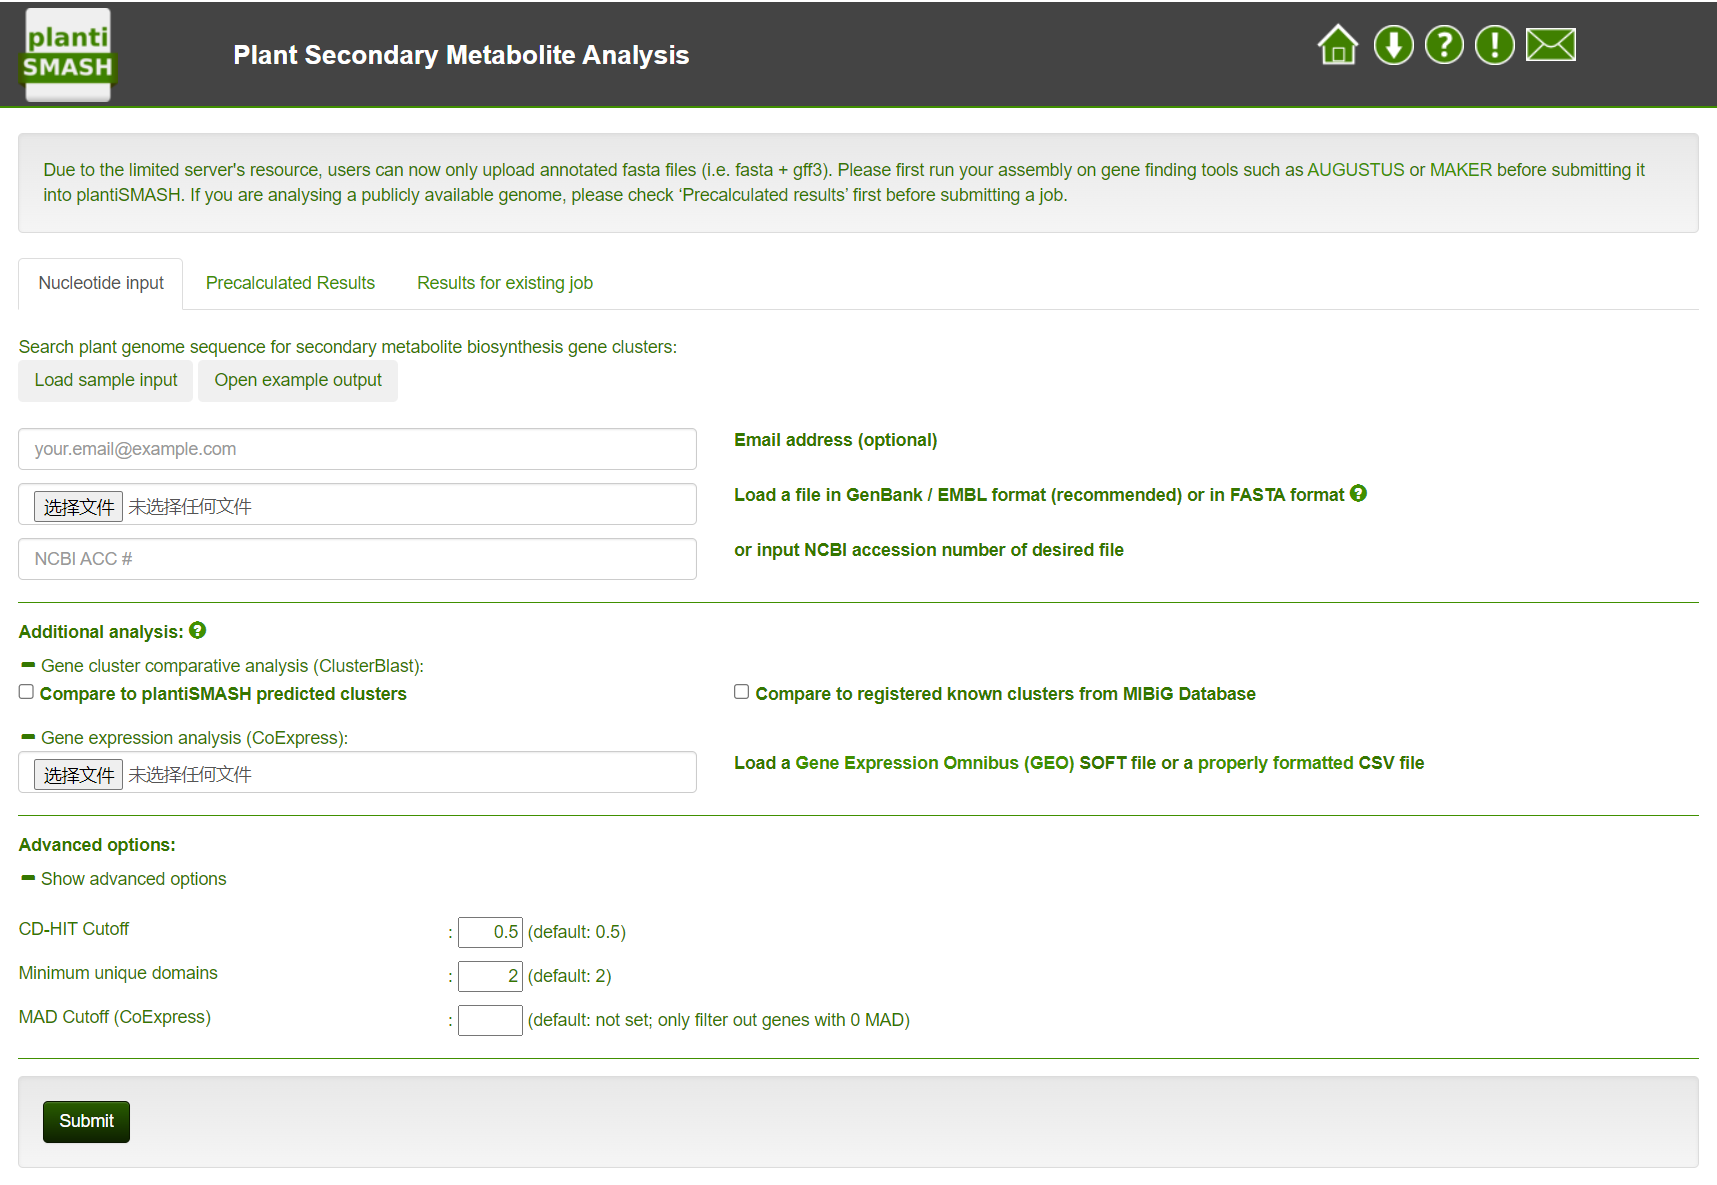 planti
SMASH
Plant Secondary Metabolite Analysis
Due to the limited server's resource, users can now only upload annotated fasta files (i.e. fasta + gff3). Please first run your assembly on gene finding tools such as AUGUSTUS or MAKER before submitting it
into plantiSMASH. If you are analysing a publicly available genome, please check ‘Precalculated results’ first before submitting a job.
Nucleotide input Precalculated Results Results for existing job
Search plant genome sequence for secondary metabolite biosynthesis gene clusters:
Load sample input Open example output
your.email@example.com Email address (optional)
选择文件 未选择任何文件 Load a file in GenBank / EMBL format (recommended) or in FASTA format ?
NCBI ACC # or input NCBI accession number of desired file
Additional analysis: ?
Gene cluster comparative analysis (ClusterBlast):
Compare to plantiSMASH predicted clusters Compare to registered known clusters from MIBiG Database
Gene expression analysis (CoExpress):
选择文件 未选择任何文件 Load a Gene Expression Omnibus (GEO) SOFT file or a properly formatted CSV file
Advanced options:
Show advanced options
CD-HIT Cutoff : 0.5 (default: 0.5)
Minimum unique domains : 2 (default: 2)
MAD Cutoff (CoExpress) : (default: not set; only filter out genes with 0 MAD)
Submit